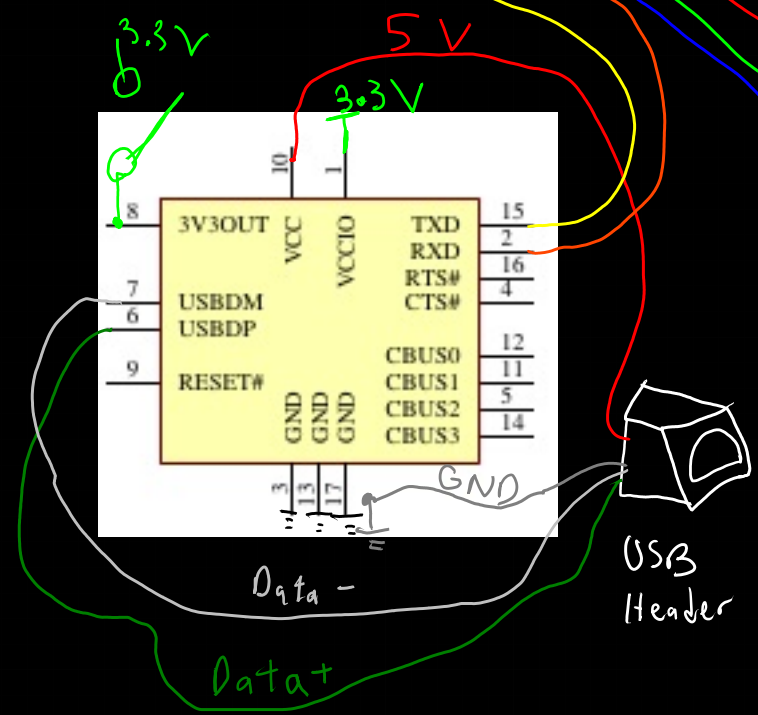 3.3V
5V
3.3V
10
1
8
3V3OUT
VCC
VCCIO
TXD
15
RXD
2
RTS#
16
CTS#
4
7
USBDM
6
USBDP
9
RESET#
CBUS0
12
CBUS1
11
CBUS2
5
CBUS3
14
GND
GND
GND
3
13
17
GND
USB
Header
Data -
Data+